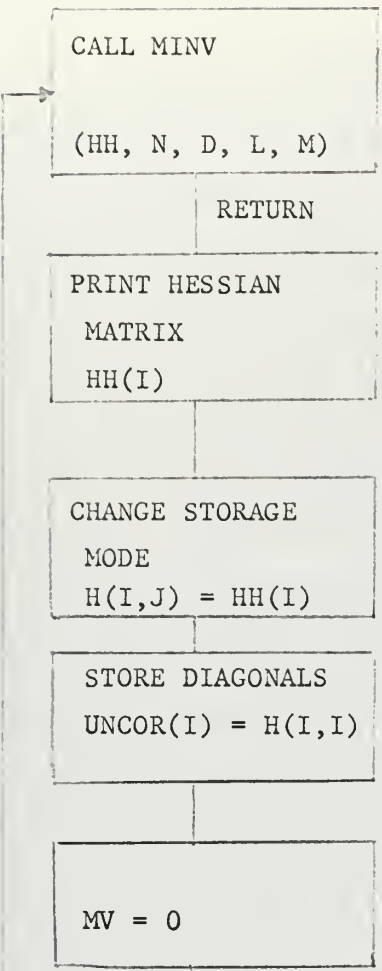 CALL MINV
(HH, N, D, L, M)
RETURN
PRINT HESSIAN
MATRIX
HH(I)
CHANGE STORAGE
MODE
H(I,J) = HH(I)
STORE DIAGONALS
UNCOR(I) = H(I,I)
MV = 0